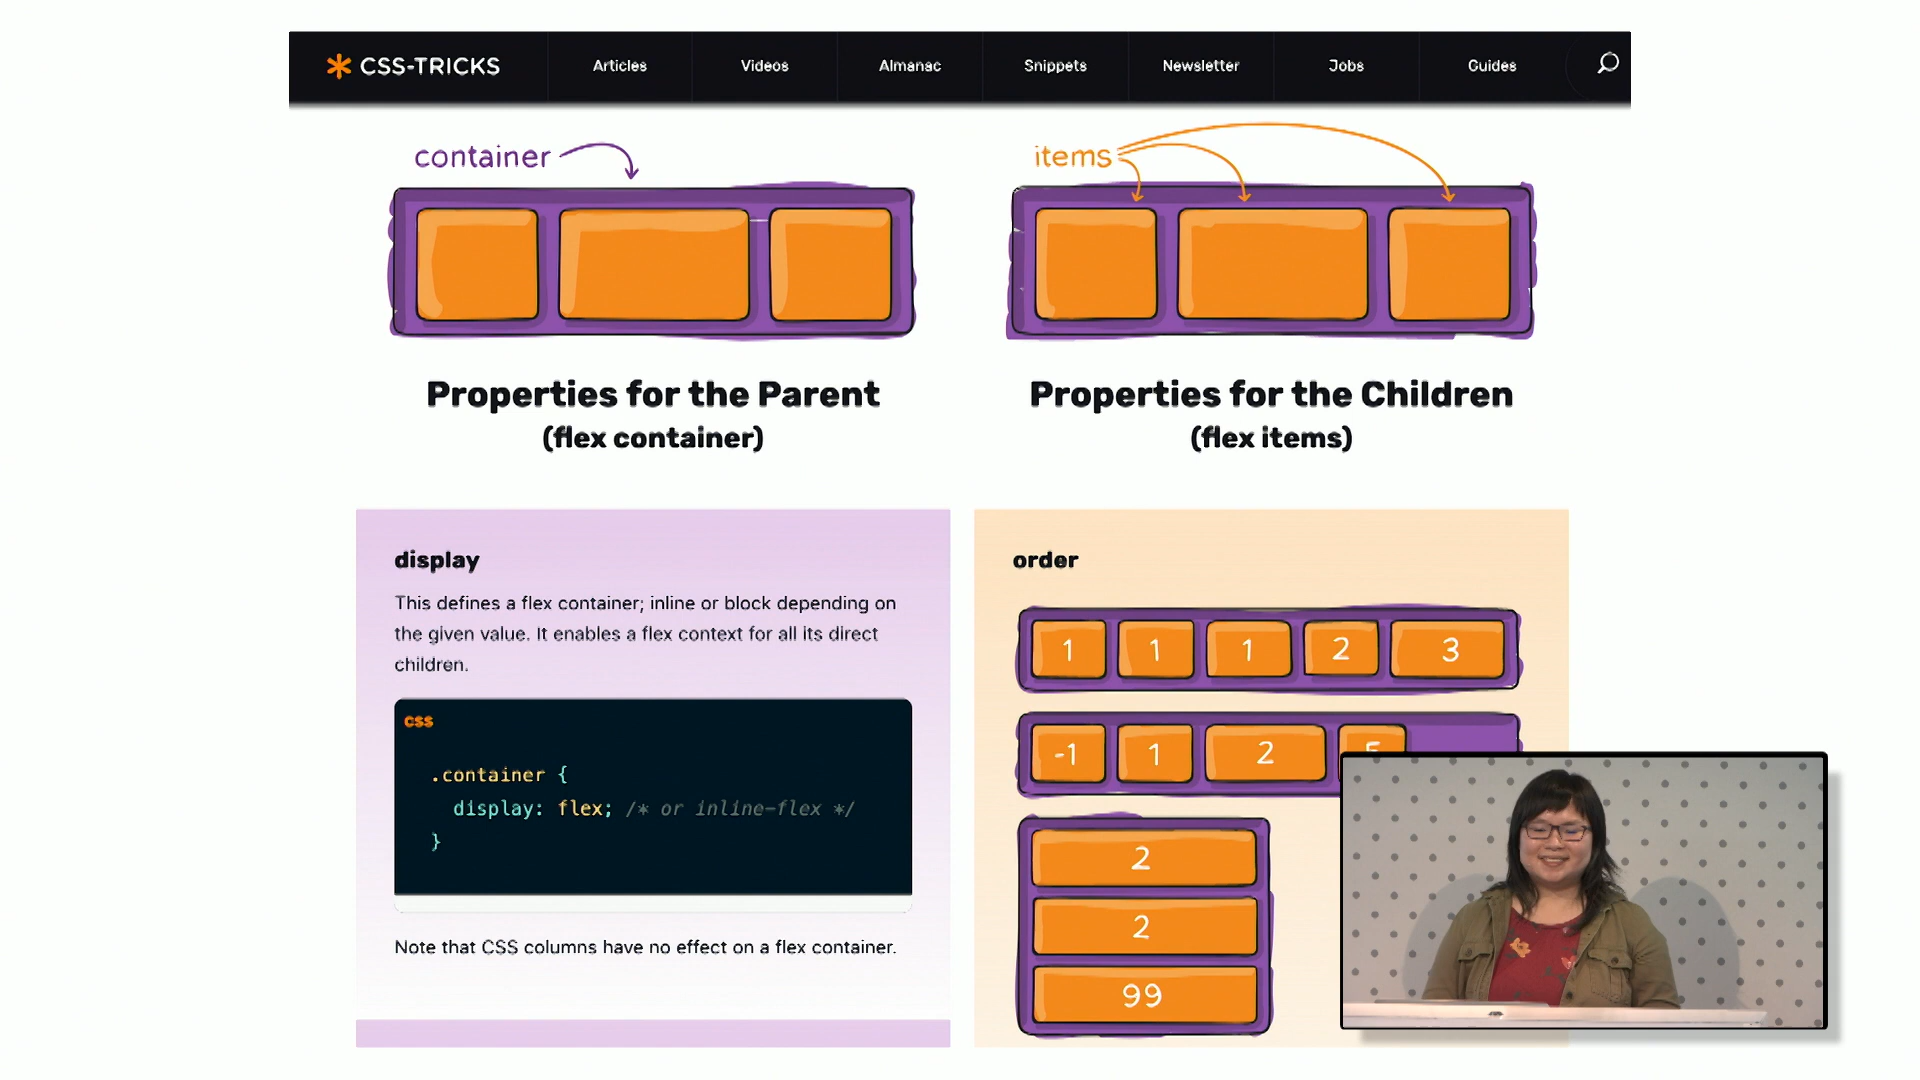 CSS-TRICKS
Articles
Videos
Almanac
Snippets
Newsletter
Jobs
Guides
container
items
Properties for the Parent
(flex container)
Properties for the Children
(flex items)
display
This defines a flex container; inline or block depending on
the given value. It enables a flex context for all its direct
children.
CSS
.container {
display: flex; /* or inline-flex */
}
Note that CSS columns have no effect on a flex container.
order
1 1 1 2 3
-1 1 2 5
2
2
99